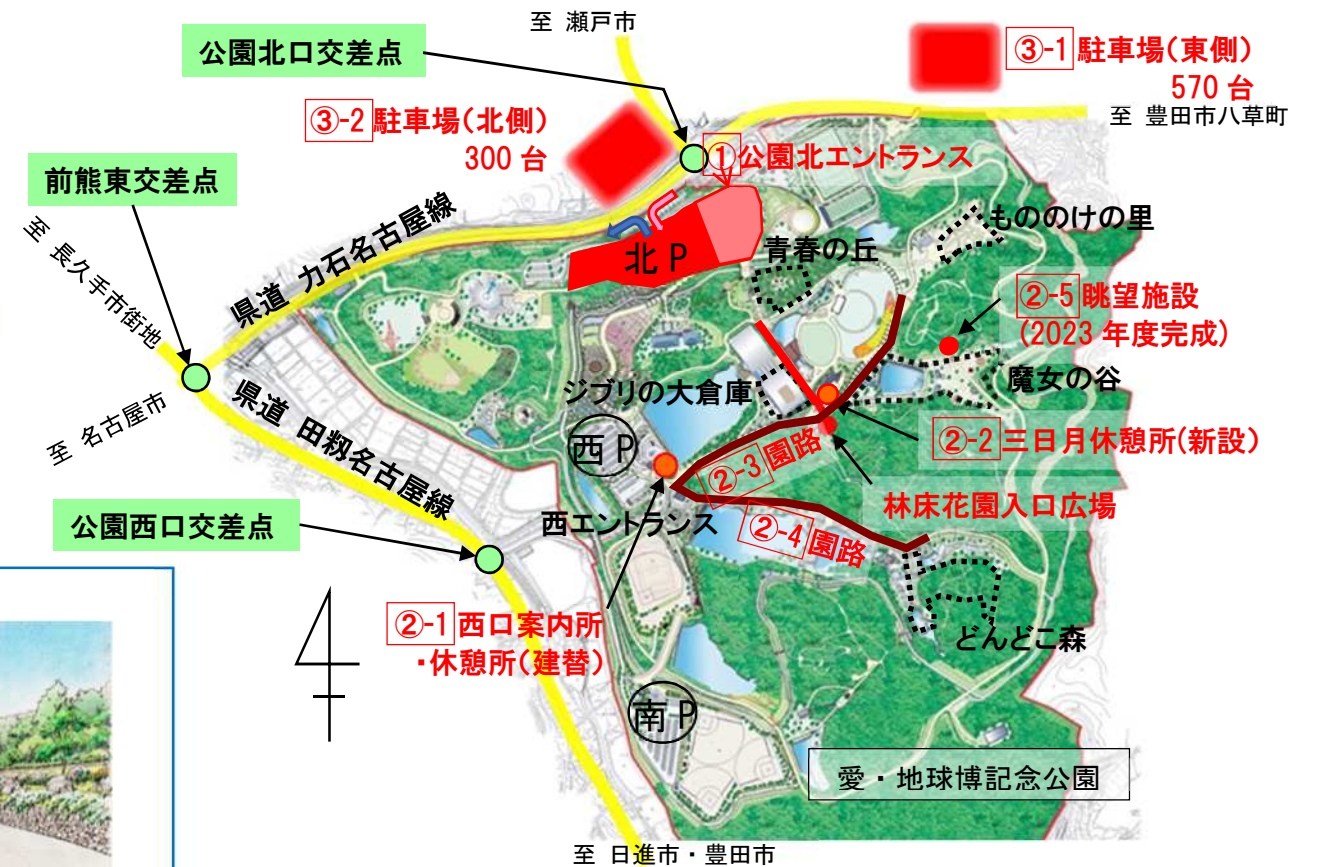 至 瀬戸市
公園北口交差点
③-1 駐車場(東側)
570 台
至 豊田市八草町
③-2 駐車場(北側)
300 台
① 公園北エントランス
前熊東交差点
至 長久手市街地
県道 力石名古屋線
北 P
青春の丘
もののけの里
②-5 眺望施設
(2023 年度完成)
魔女の谷
ジブリの大倉庫
至 名古屋市
県道 田籾名古屋線
西 P
②-3 園路
②-2 三日月休憩所(新設)
林床花園入口広場
西エントランス
②-4 園路
公園西口交差点
②-1 西口案内所
・休憩所(建替)
どんどこ森
南 P
愛・地球博記念公園
至 日進市・豊田市